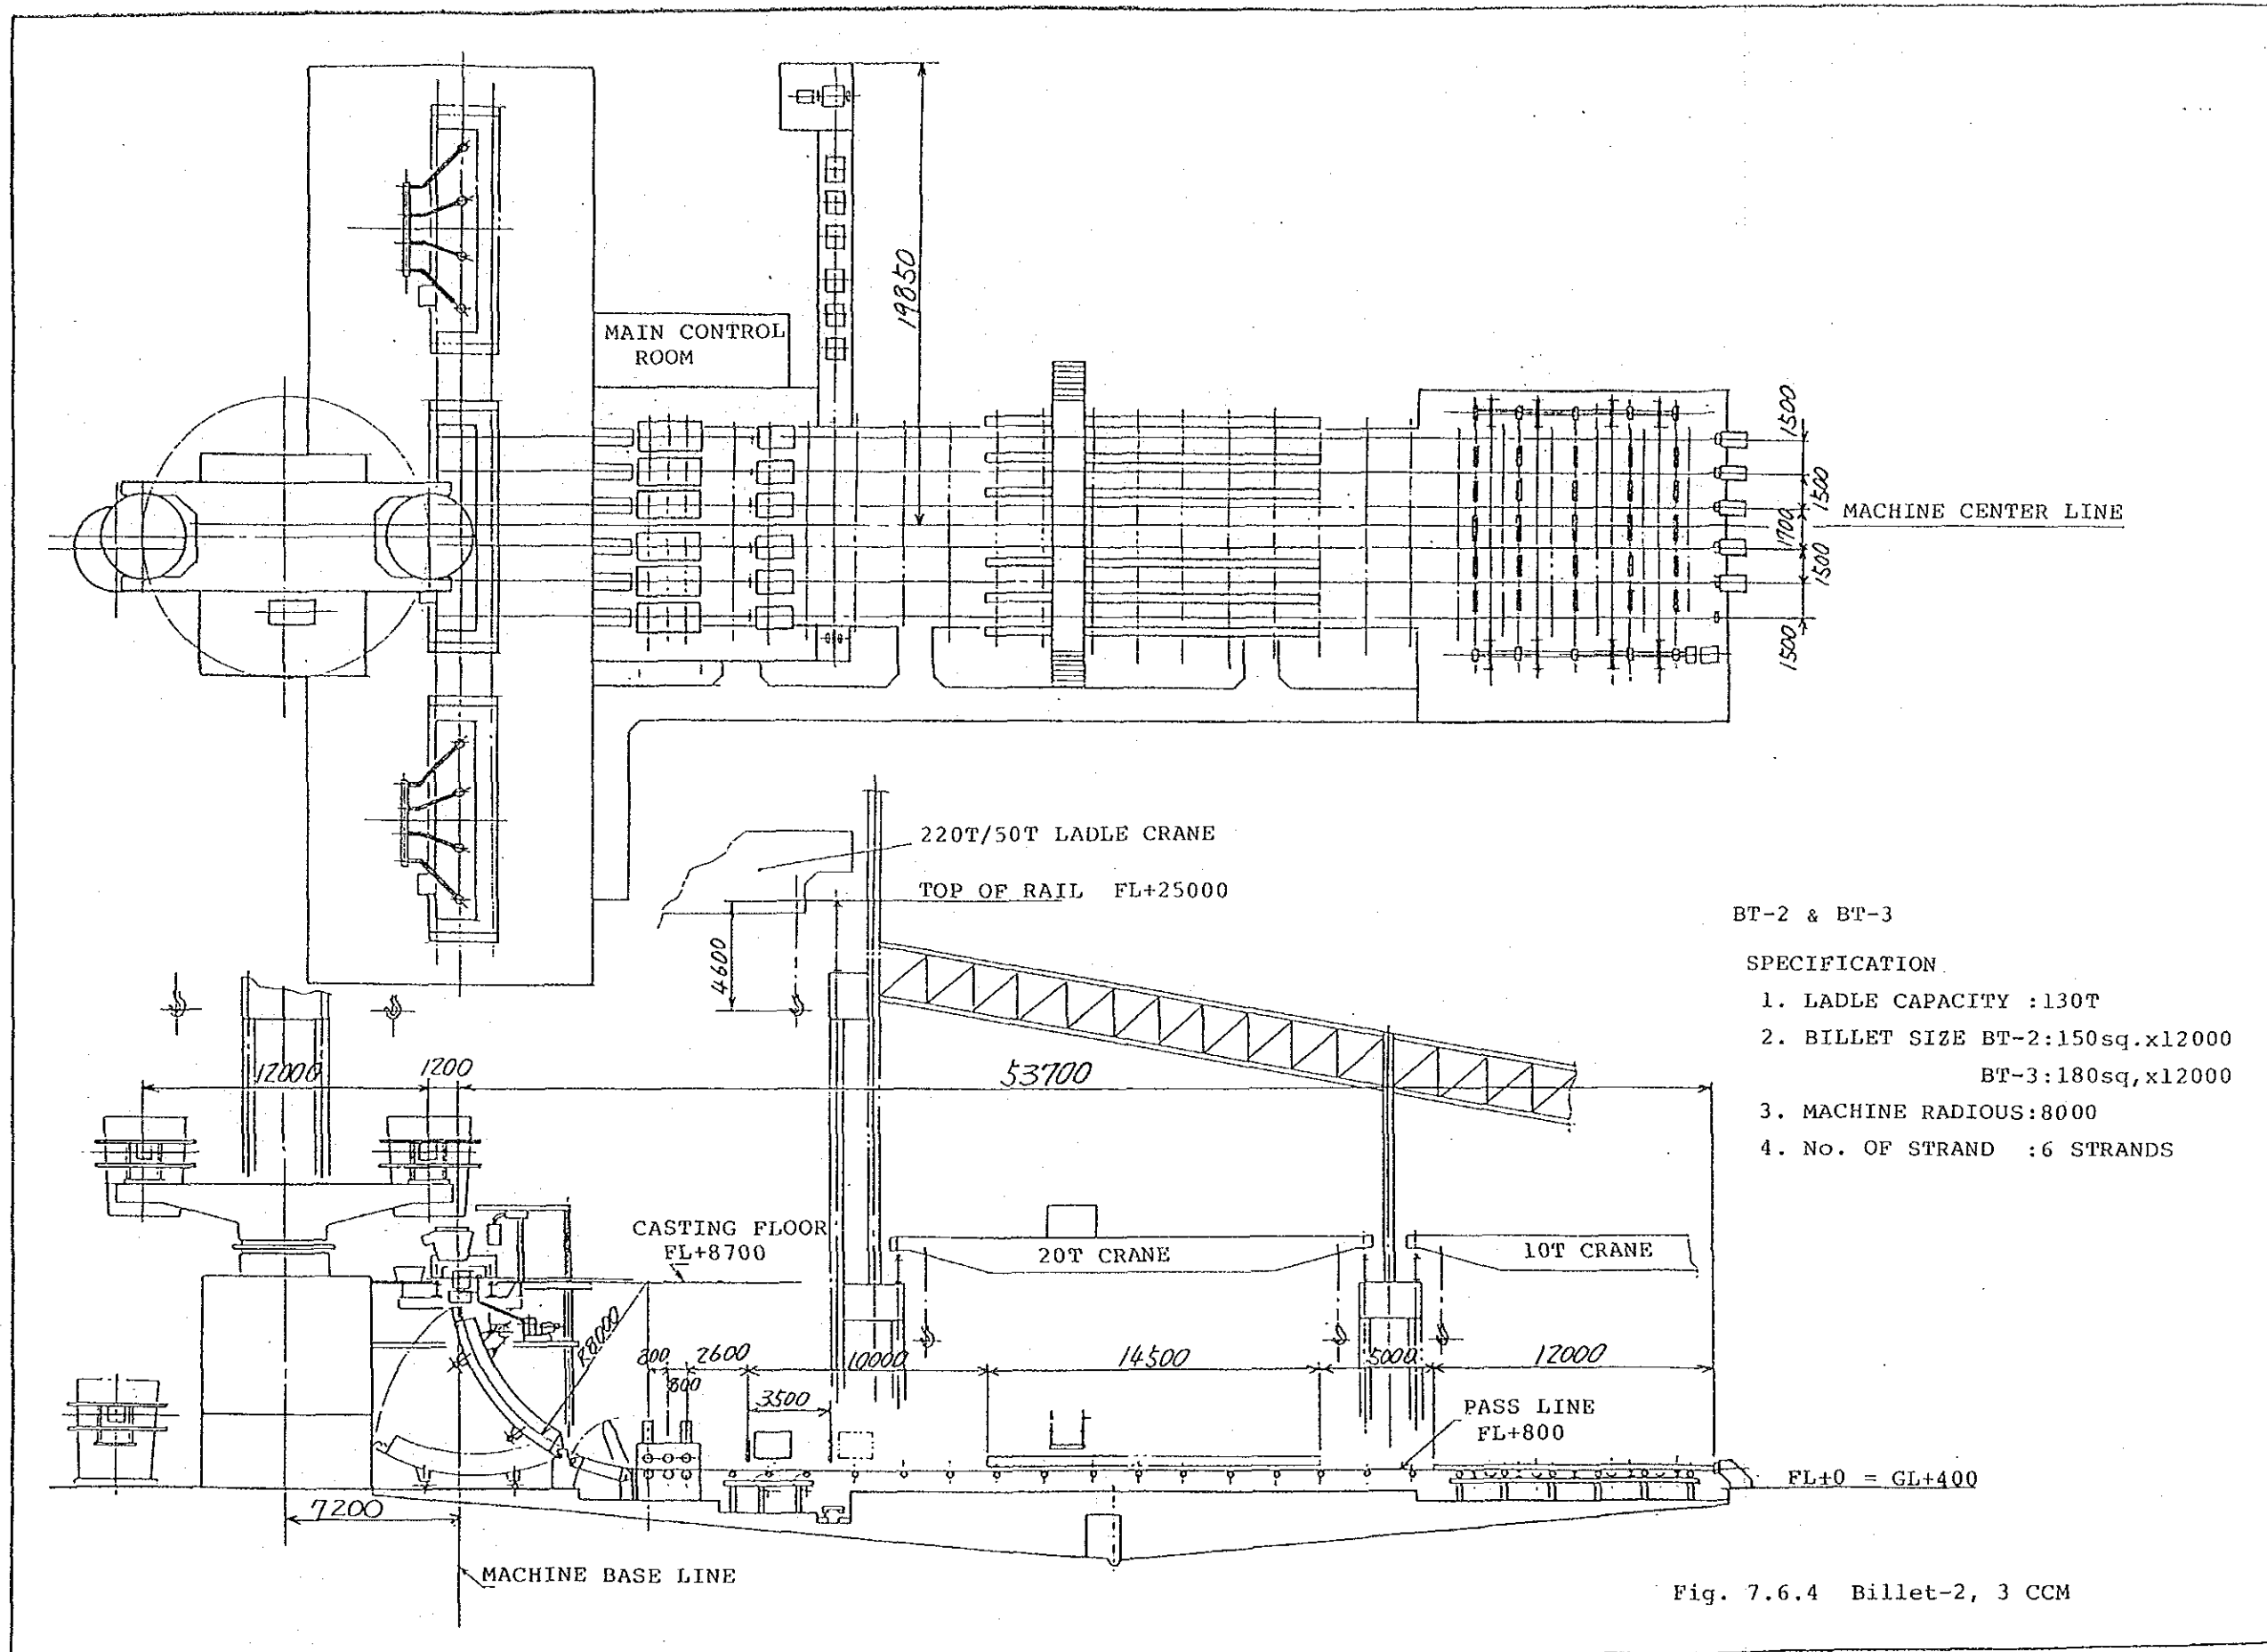 19850
MAIN CONTROL
ROOM
1500
1500
1700
1500
1500
MACHINE CENTER LINE
220T/50T LADLE CRANE
TOP OF RAIL FL+25000
4600
BT-2 & BT-3
SPECIFICATION
1. LADLE CAPACITY :130T
2. BILLET SIZE BT-2:150sq.x12000
BT-3:180sq,x12000
3. MACHINE RADIOUS:8000
4. No. OF STRAND :6 STRANDS
12000
1200
53700
CASTING FLOOR
FL+8700
20T CRANE
10T CRANE
R8000
800
800
2600
10000
14500
5000
12000
3500
PASS LINE
FL+800
FL±0 = GL+400
7200
MACHINE BASE LINE
Fig. 7.6.4 Billet-2, 3 CCM